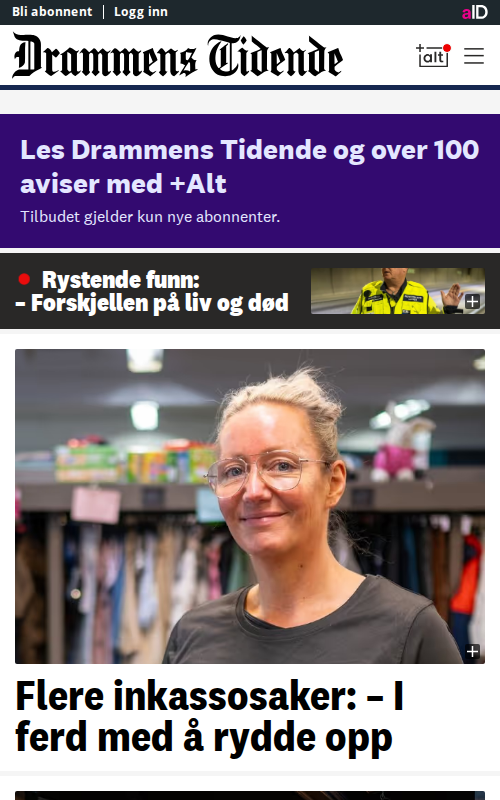 Bli abonnent | Logg inn
aID
Drammens Tidende
+alt
Les Drammens Tidende og over 100
aviser med +Alt
Tilbudet gjelder kun nye abonnenter.
Rystende funn:
– Forskjellen på liv og død
Flere inkassosaker: – I
ferd med å rydde opp